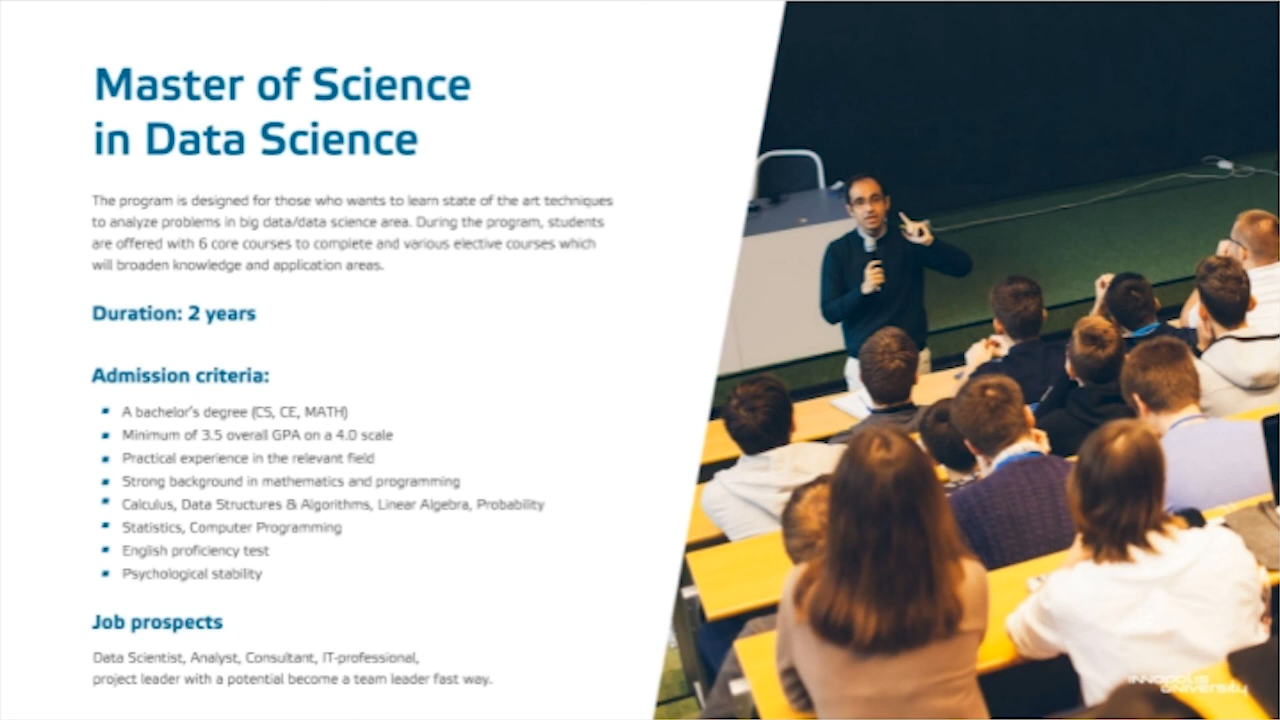 Master of Science
in Data Science
The program is designed for those who wants to learn state of the art techniques
to analyze problems in big data/data science area. During the program, students
are offered with 6 core courses to complete and various elective courses which
will broaden knowledge and application areas.
Duration: 2 years
Admission criteria:
A bachelor's degree (CS, CE, MATH)
Minimum of 3.5 overall GPA on a 4.0 scale
Practical experience in the relevant field
Strong background in mathematics and programming
Calculus, Data Structures & Algorithms, Linear Algebra, Probability
Statistics, Computer Programming
English proficiency test
Psychological stability
Job prospects
Data Scientist, Analyst, Consultant, IT-professional,
project leader with a potential become a team leader fast way.
INNOPOLIS
UNIVERSITY